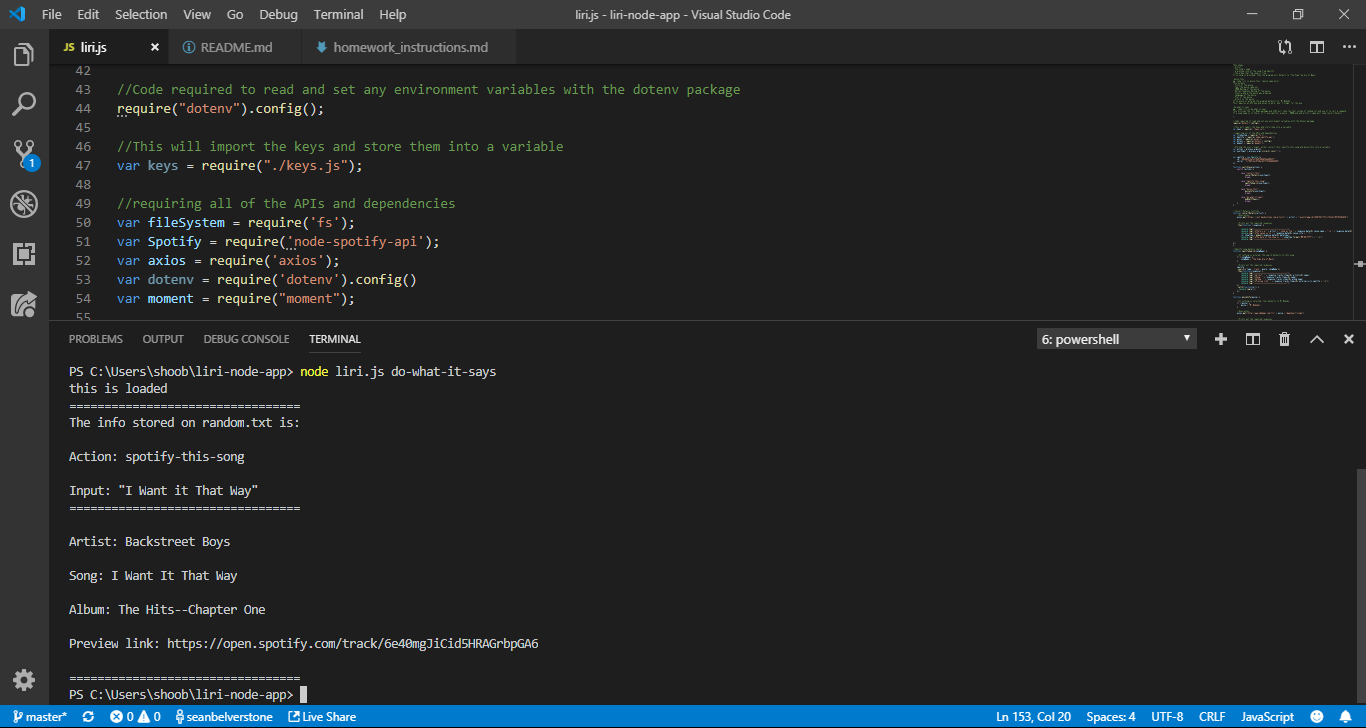 File Edit Selection View Go Debug Terminal Help liri.js - liri-node-app - Visual Studio Code
JS liri.js README.md homework_instructions.md
42
43 //Code required to read and set any environment variables with the dotenv package
44 require("dotenv").config();
45
46 //This will import the keys and store them into a variable
47 var keys = require("./keys.js");
48
49 //requiring all of the APIs and dependencies
50 var fileSystem = require('fs');
51 var Spotify = require('node-spotify-api');
52 var axios = require('axios');
53 var dotenv = require('dotenv').config()
54 var moment = require("moment");
55
1
PROBLEMS OUTPUT DEBUG CONSOLE TERMINAL 6: powershell
PS C:\Users\shoob\liri-node-app> node liri.js do-what-it-says
this is loaded
=================================
The info stored on random.txt is:
Action: spotify-this-song
Input: "I Want it That Way"
=================================
Artist: Backstreet Boys
Song: I Want It That Way
Album: The Hits--Chapter One
Preview link: https://open.spotify.com/track/6e40mgJiCid5HRAGrbpGA6
=================================
PS C:\Users\shoob\liri-node-app>
master* 0 0 seanbelverstone Live Share Ln 153, Col 20 Spaces: 4 UTF-8 CRLF JavaScript